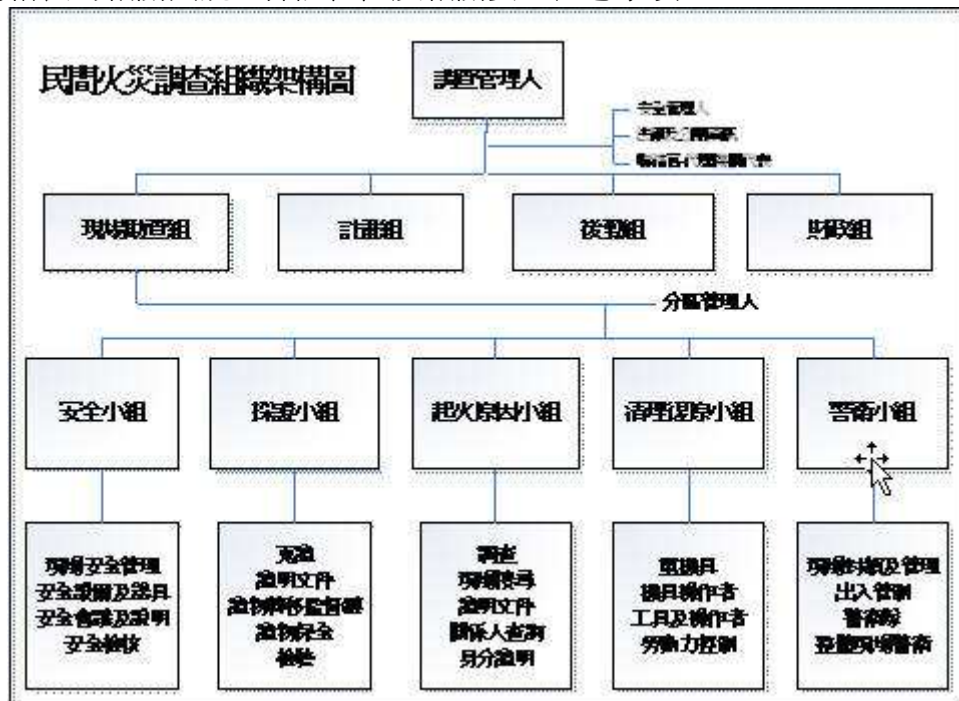 民間火災調查組織架構圖
調查管理人
安全管理人
現場勘查組
計畫組
後勤組
財政組
分區管理人
安全小組
採證小組
起火原因小組
清理復原小組
警衛小組
現場安全管理
安全設備及器具
安全會議及說明
安全檢核
證明文件
證物轉移監管鏈
證物保全
檢驗
調查
現場搜尋
證明文件
關係人查詢
身分證明
重機具
機具操作者
工具及操作者
勞動力控制
現場封鎖及管理
出入管制
警衛隊
整體現場警衛